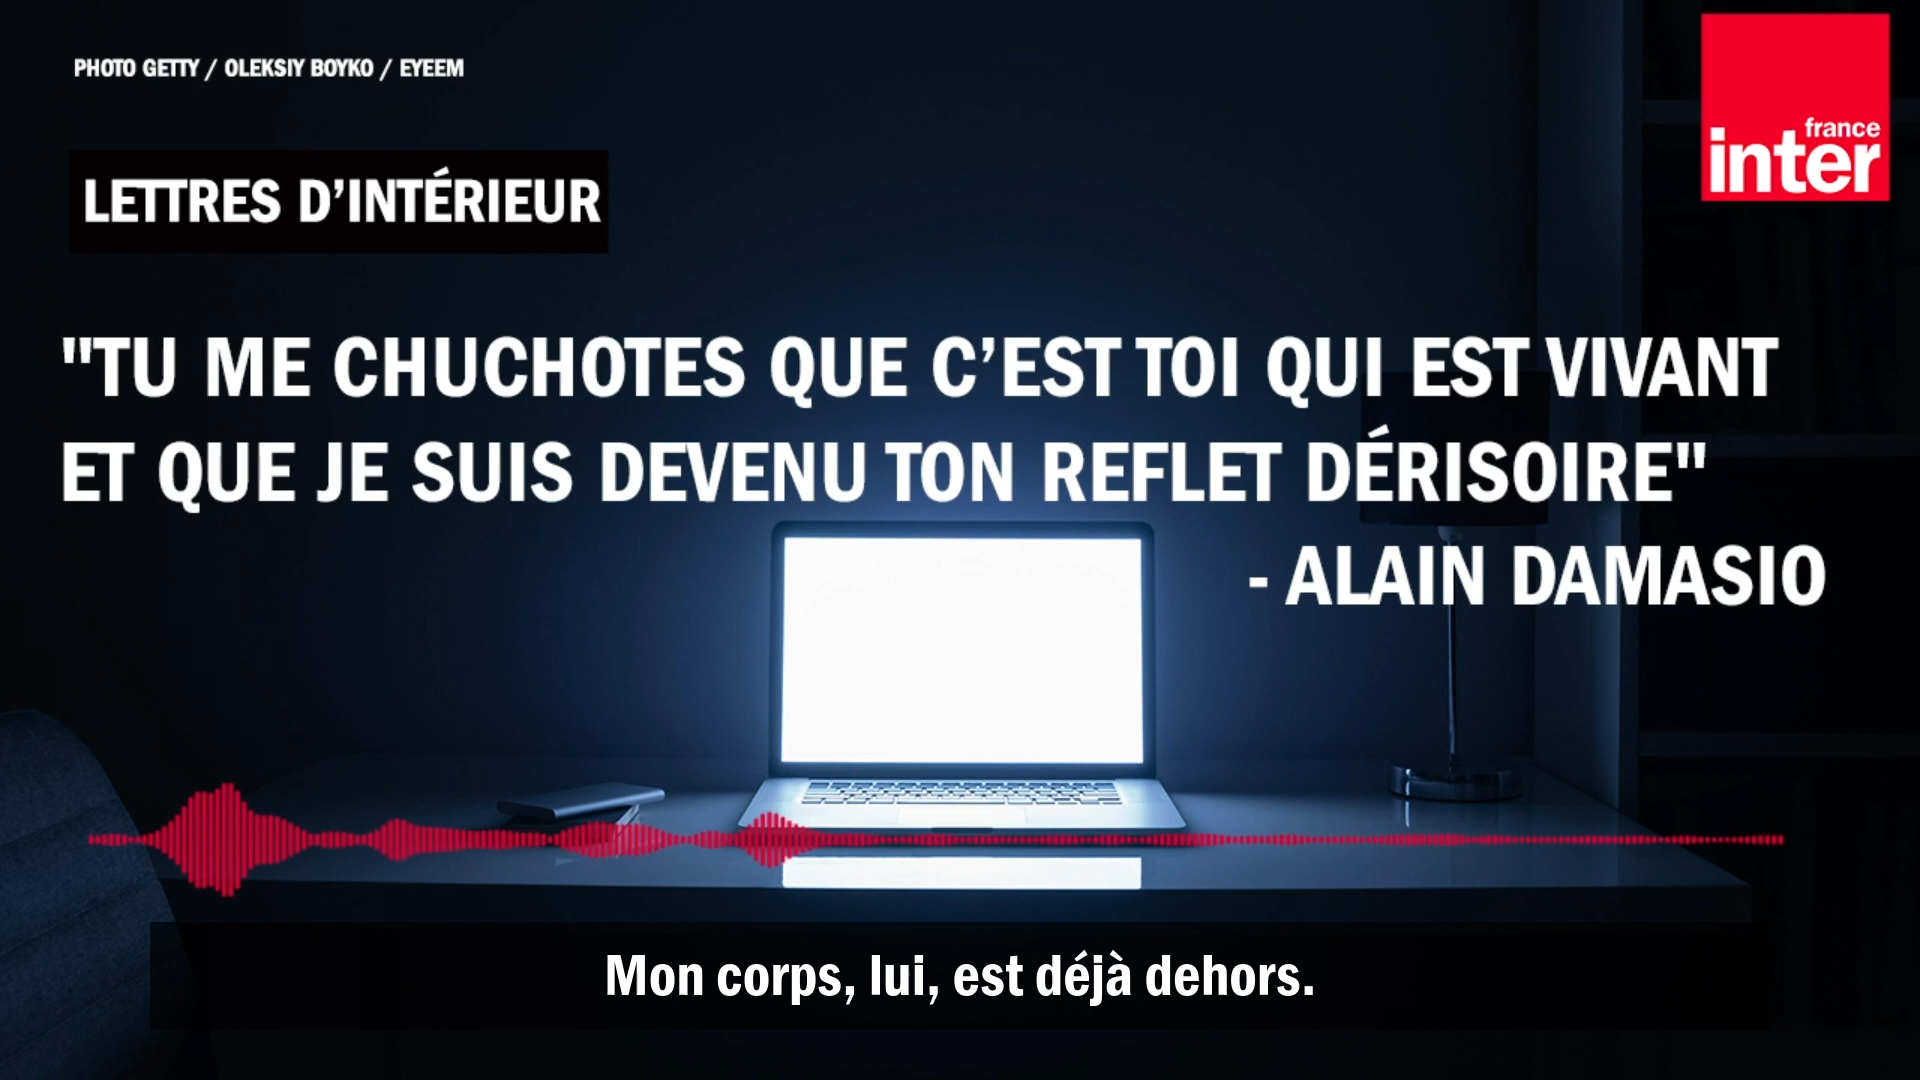 PHOTO GETTY / OLEKSIY BOYKO / EYEEM
france
inter
LETTRES D’INTÉRIEUR
"TU ME CHUCHOTES QUE C’EST TOI QUI EST VIVANT
ET QUE JE SUIS DEVENU TON REFLET DÉRISOIRE"
- ALAIN DAMASIO
Mon corps, lui, est déjà dehors.